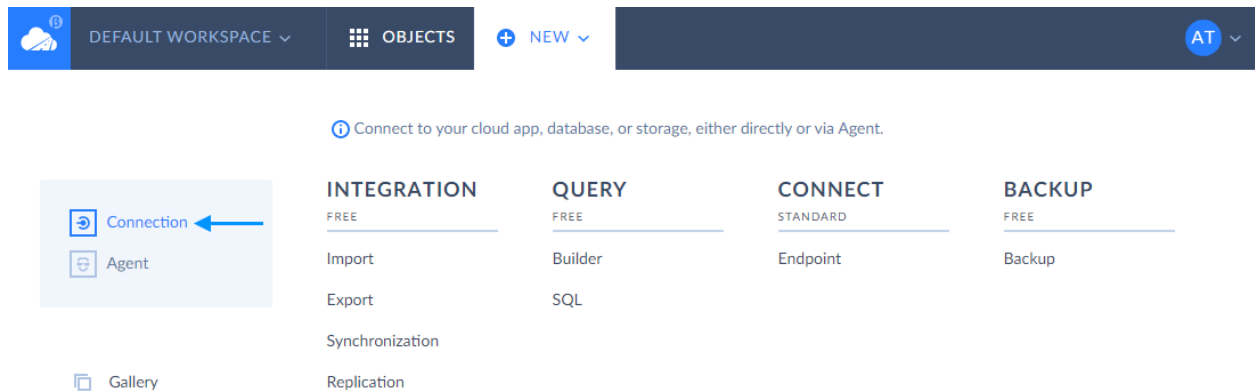 β
DEFAULT WORKSPACE
OBJECTS
NEW
AT
Connect to your cloud app, database, or storage, either directly or via Agent.
Connection
Agent
Gallery
INTEGRATION
FREE
Import
Export
Synchronization
Replication
QUERY
FREE
Builder
SQL
CONNECT
STANDARD
Endpoint
BACKUP
FREE
Backup